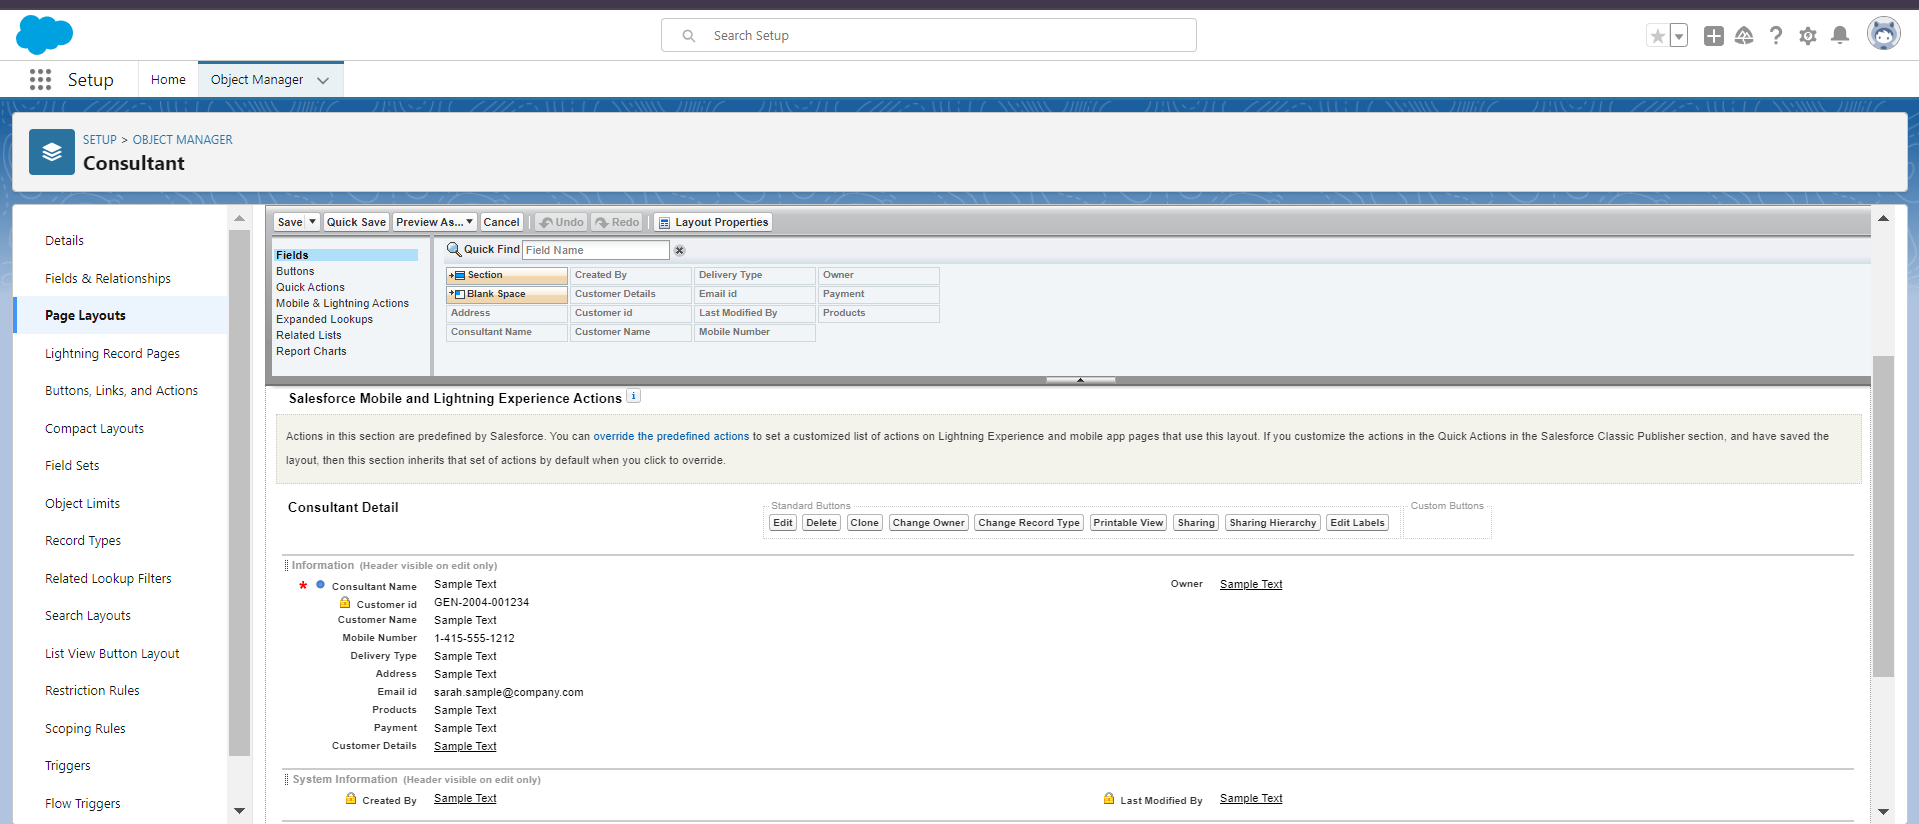 Search Setup
Setup
Home
Object Manager
SETUP > OBJECT MANAGER
Consultant
Details
Fields & Relationships
Page Layouts
Lightning Record Pages
Buttons, Links, and Actions
Compact Layouts
Field Sets
Object Limits
Record Types
Related Lookup Filters
Search Layouts
List View Button Layout
Restriction Rules
Scoping Rules
Triggers
Flow Triggers
Save Quick Save Preview As... Cancel Undo Redo Layout Properties
Fields
Buttons
Quick Actions
Mobile & Lightning Actions
Expanded Lookups
Related Lists
Report Charts
Quick Find Field Name
Section Created By Delivery Type Owner
Blank Space Customer Details Email id Payment
Address Customer id Last Modified By Products
Consultant Name Customer Name Mobile Number
Salesforce Mobile and Lightning Experience Actions i
Actions in this section are predefined by Salesforce. You can override the predefined actions to set a customized list of actions on Lightning Experience and mobile app pages that use this layout. If you customize the actions in the Quick Actions in the Salesforce Classic Publisher section, and have saved the
layout, then this section inherits that set of actions by default when you click to override.
Consultant Detail
Standard Buttons
Edit Delete Clone Change Owner Change Record Type Printable View Sharing Sharing Hierarchy Edit Labels
Custom Buttons
Information (Header visible on edit only)
* Consultant Name Sample Text Owner Sample Text
Customer id GEN-2004-001234
Customer Name Sample Text
Mobile Number 1-415-555-1212
Delivery Type Sample Text
Address Sample Text
Email id sarah.sample@company.com
Products Sample Text
Payment Sample Text
Customer Details Sample Text
System Information (Header visible on edit only)
Created By Sample Text Last Modified By Sample Text